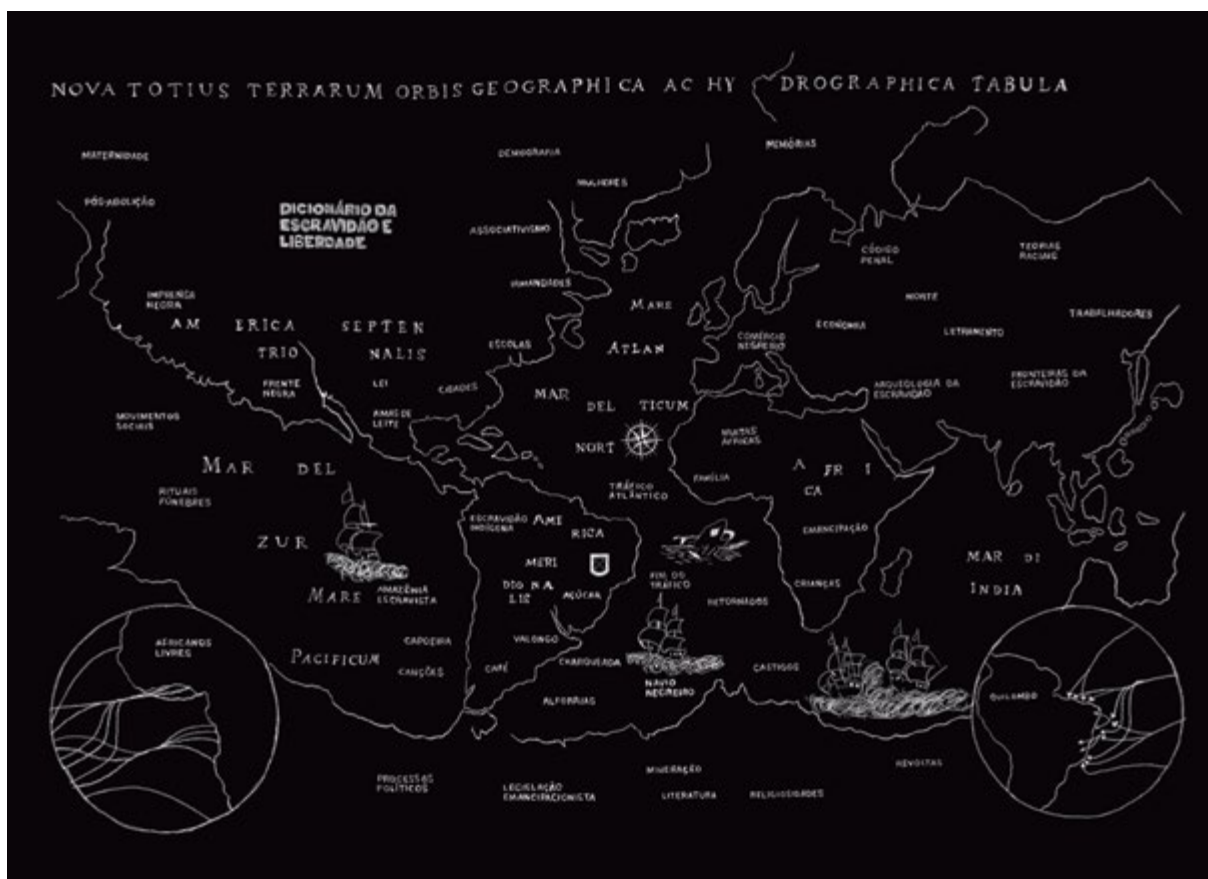 NOVA TOTIUS TERRARUM ORBIS GEOGRAPHICA AC HY DROGRAPHICA TABULA
MATERNIDADE
DEMOGRAFIA
MEMÓRIAS
MULHERES
PÓS-ABOLIÇÃO
DICIONÁRIO DA
ESCRAVIDÃO E
LIBERDADE
ASSOCIATIVISMO
CÓDIGO
PENAL
TEORIAS
RACIAIS
IRMANDADES
IMPRENSA
NEGRA
MARE
MORTE
AM ERICA SEPTEN
TRIO NALIS
ECONOMIA
LETRAMENTO
TRABALHADORES
ESCOLAS
ATLAN
COMÉRCIO
NEGREIRO
FRENTE
NEGRA
LEI
CIDADES
ARQUEOLOGIA DA
ESCRAVIDÃO
FRONTEIRAS DA
ESCRAVIDÃO
MAR DEL TICUM
NORT
MOVIMENTOS
SOCIAIS
AMAS DE
LEITE
MUITAS
ÁFRICAS
MAR DEL
FAMÍLIA
A FR I
CA
RITUAIS
FÚNEBRES
TRÁFICO
ATLÂNTICO
ESCRAVIDÃO
INDÍGENA
AME
RICA
EMANCIPAÇÃO
ZUR
MERI
DIO NA
LIS
MAR DI
INDIA
FIM DO
TRÁFICO
CRIANÇAS
MARE
AMAZÔNIA
ESCRAVISTA
AÇÚCAR
RETORNADOS
AFRICANOS
LIVRES
CAPOEIRA
VALONGO
PACIFICUM
CANÇÕES
CAFÉ
CHARQUEADA
CASTIGOS
NAVIO
NEGREIRO
QUILOMBO
ALFORRIAS
REVOLTAS
MINERAÇÃO
PROCESSOS
POLÍTICOS
LEGISLAÇÃO
EMANCIPACIONISTA
LITERATURA
RELIGIOSIDADES